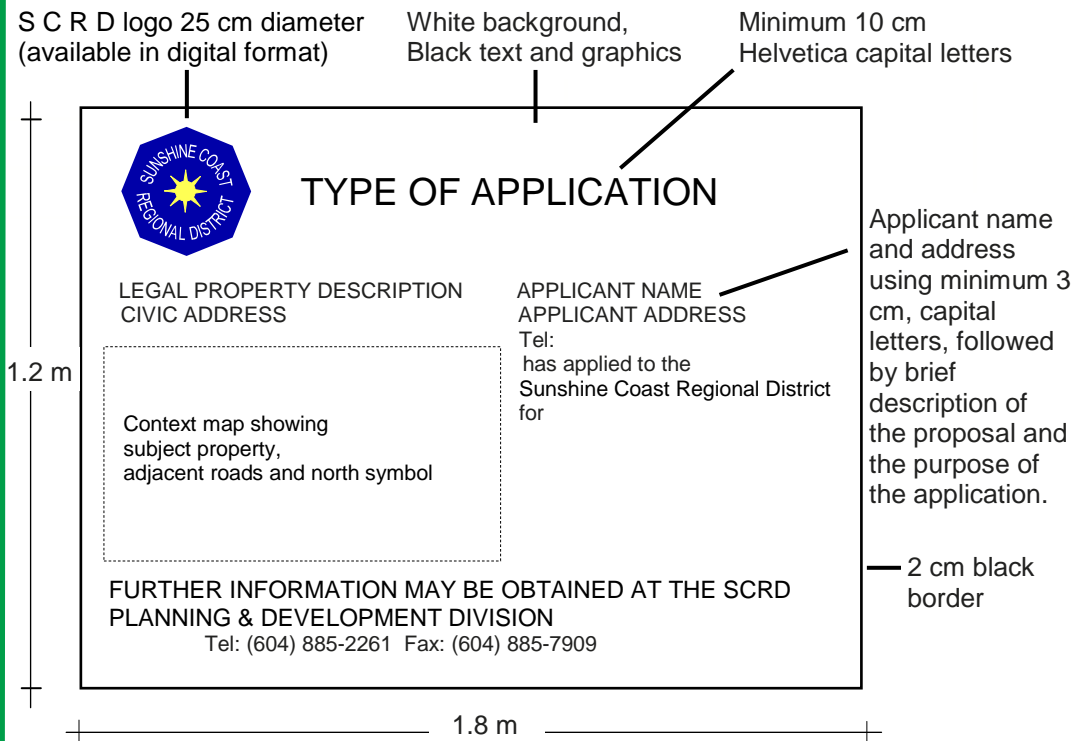 S C R D logo 25 cm diameter
(available in digital format)
White background,
Black text and graphics
Minimum 10 cm
Helvetica capital letters
SUNSHINE COAST
REGIONAL DISTRICT
TYPE OF APPLICATION
Applicant name
and address
using minimum 3
cm, capital
letters, followed
by brief
description of
the proposal and
the purpose of
the application.
LEGAL PROPERTY DESCRIPTION
CIVIC ADDRESS
APPLICANT NAME
APPLICANT ADDRESS
Tel:
has applied to the
Sunshine Coast Regional District
for
1.2 m
Context map showing
subject property,
adjacent roads and north symbol
2 cm black
border
FURTHER INFORMATION MAY BE OBTAINED AT THE SCRD
PLANNING & DEVELOPMENT DIVISION
Tel: (604) 885-2261 Fax: (604) 885-7909
1.8 m